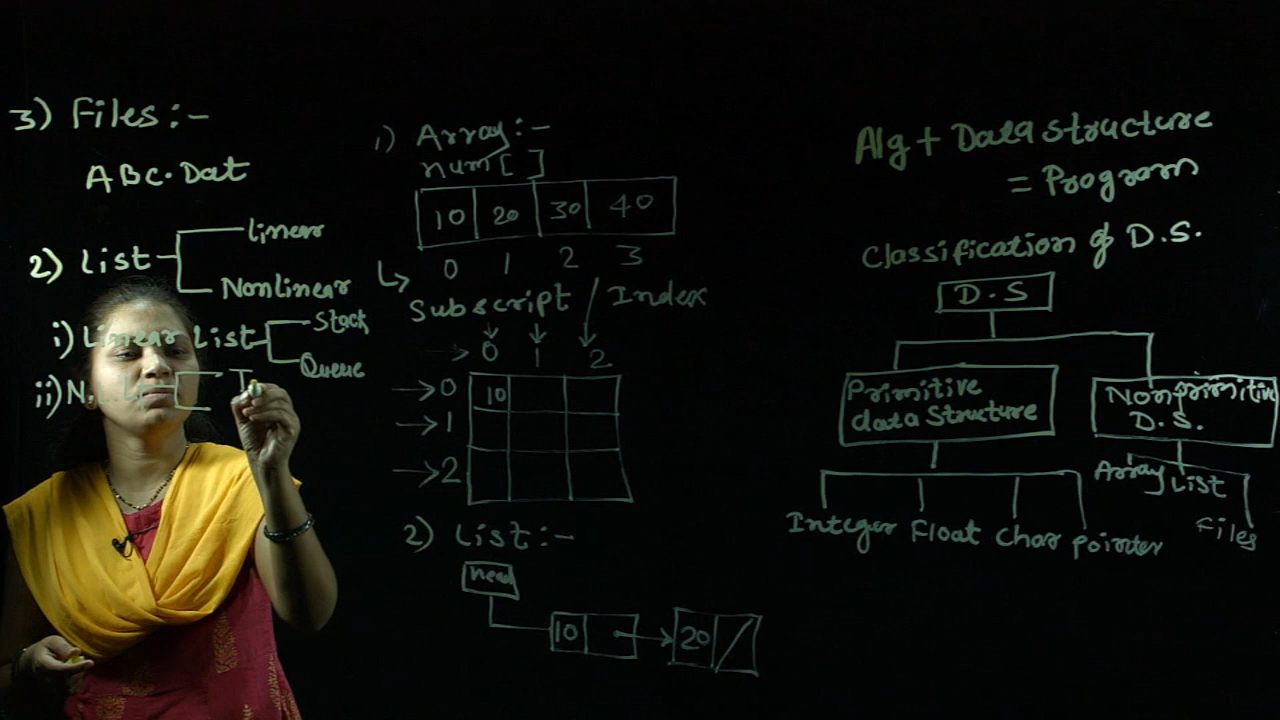 3) Files:-
ABC.Dat
2) List
Linear
Nonlinear
i) Linear List
Stack
Queue
ii) N.L.L
T
1) Array:-
num[ ]
10 20 30 40
0 1 2 3
Subscript Index
0 1 2
0 10
1
2
2) List:-
head
10 20
Alg + Data structure
= Program
Classification of D.S.
D.S
Primitive
data Structure
Nonprimitive
D.S.
Integer Float Char Pointer
Array List
Files